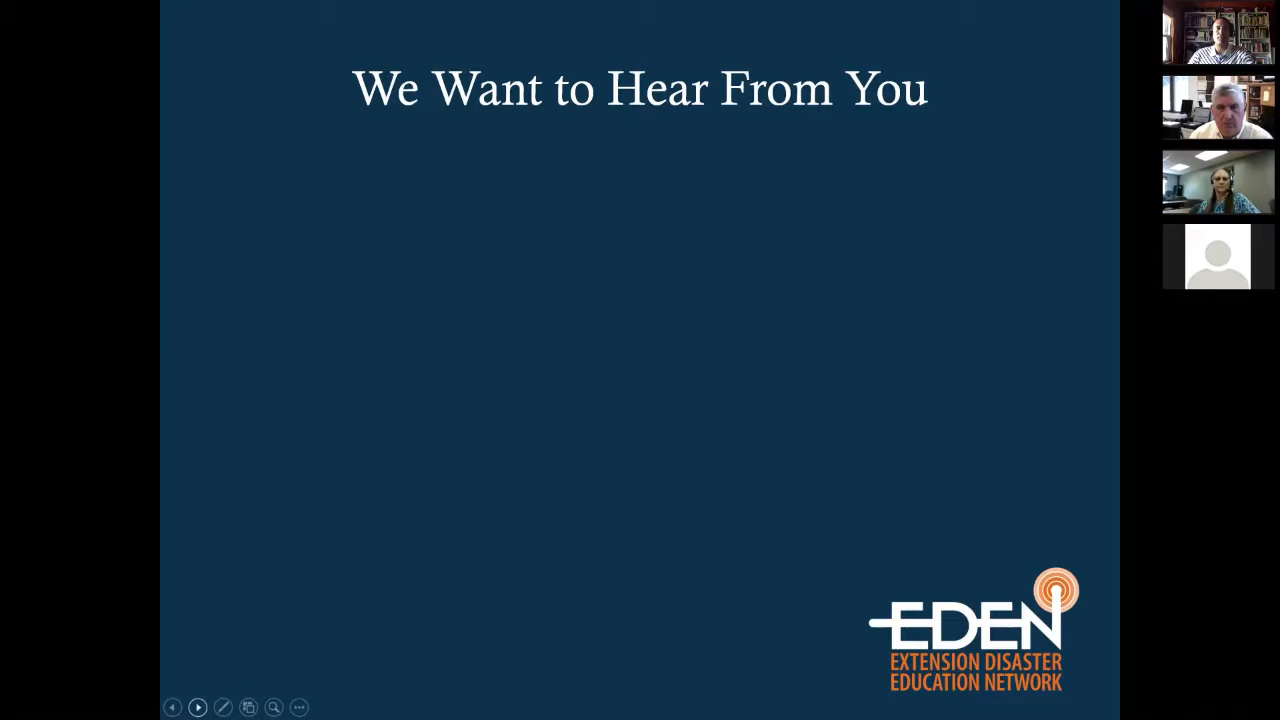 We Want to Hear From You
EDEN
EXTENSION DISASTER
EDUCATION NETWORK